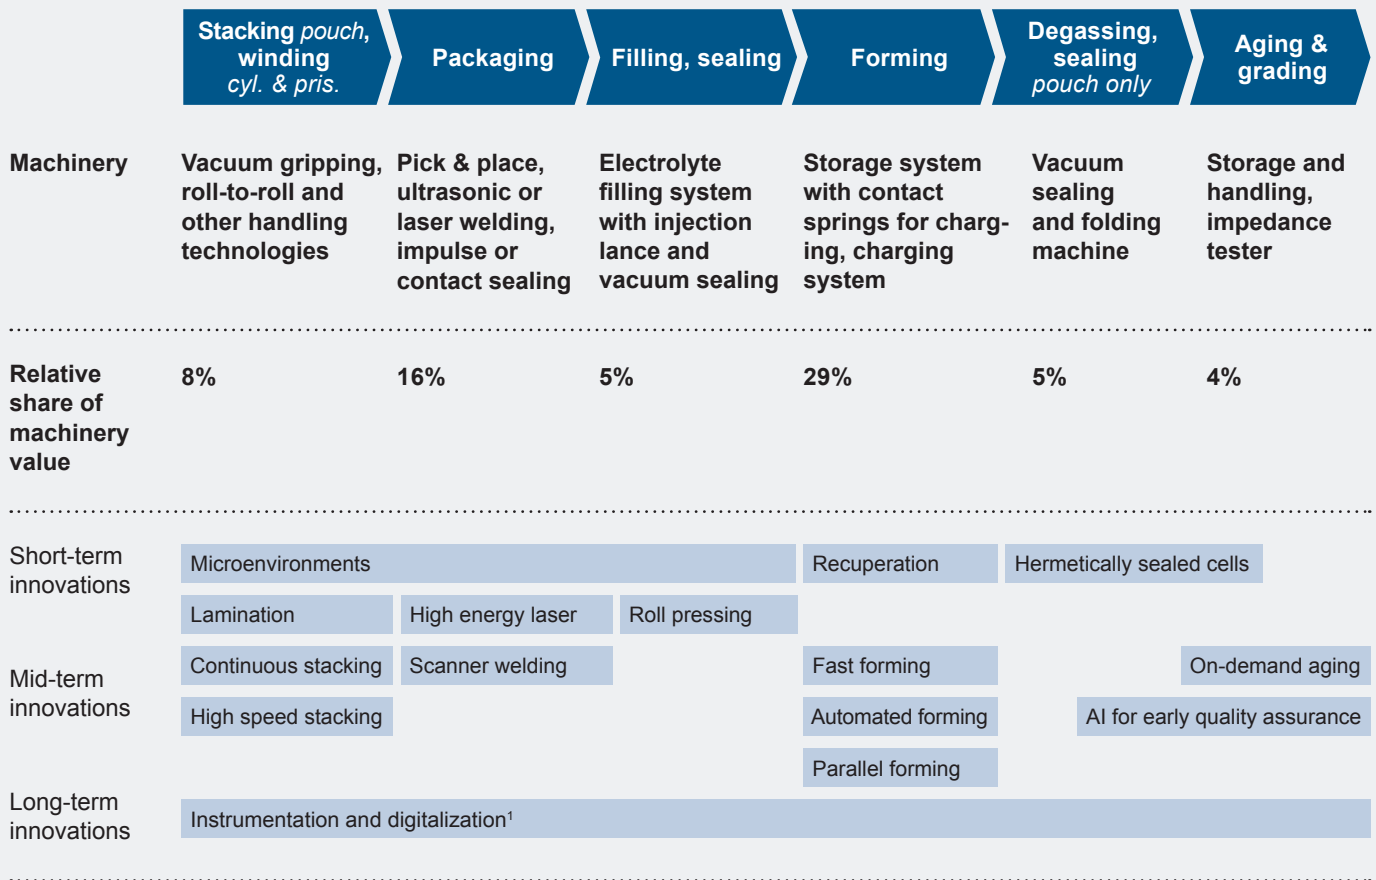 Stacking pouch,
winding
cyl. & pris.
Packaging
Filling, sealing
Forming
Degassing,
sealing
pouch only
Aging &
grading
Machinery
Vacuum gripping,
roll-to-roll and
other handling
technologies
Pick & place,
ultrasonic or
laser welding,
impulse or
contact sealing
Electrolyte
filling system
with injection
lance and
vacuum sealing
Storage system
with contact
springs for charg-
ing, charging
system
Vacuum
sealing
and folding
machine
Storage and
handling,
impedance
tester
Relative
share of
machinery
value
8%
16%
5%
29%
5%
4%
Short-term
innovations
Microenvironments
Recuperation
Hermetically sealed cells
Lamination
High energy laser
Roll pressing
Mid-term
innovations
Continuous stacking
Scanner welding
Fast forming
On-demand aging
High speed stacking
Automated forming
AI for early quality assurance
Parallel forming
Long-term
innovations
Instrumentation and digitalization¹